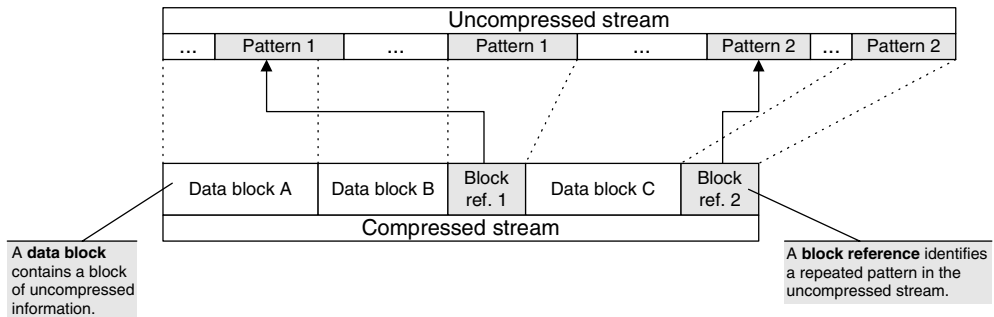 Uncompressed stream
... Pattern 1 ... Pattern 1 ... Pattern 2 ... Pattern 2
Data block A Data block B Block ref. 1 Data block C Block ref. 2
Compressed stream
A data block
contains a block
of uncompressed
information.
A block reference identifies
a repeated pattern in the
uncompressed stream.